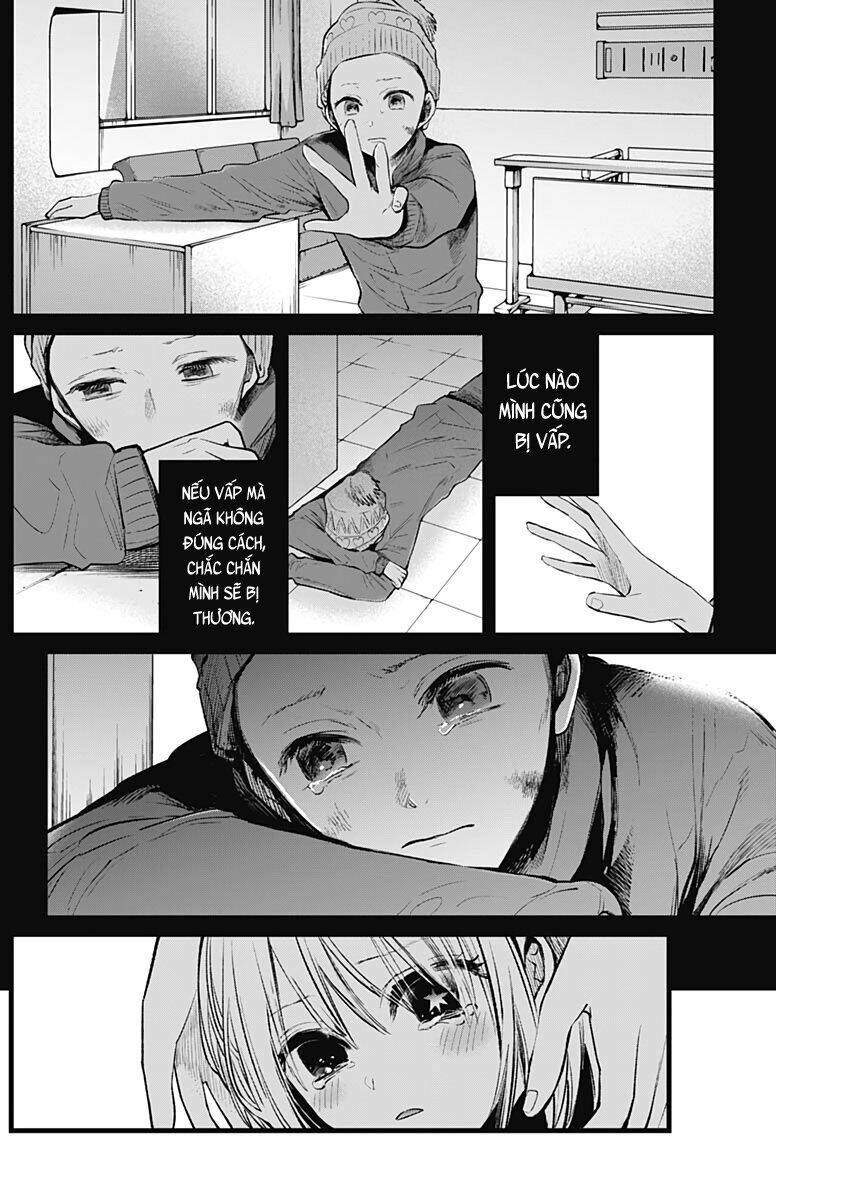 LÚC NÀO
MÌNH CŨNG
BỊ VẤP.
NẾU VẤP MÀ
NGÃ KHÔNG
ĐÚNG CÁCH,
CHẮC CHẮN
MÌNH SẼ BỊ
THƯƠNG.